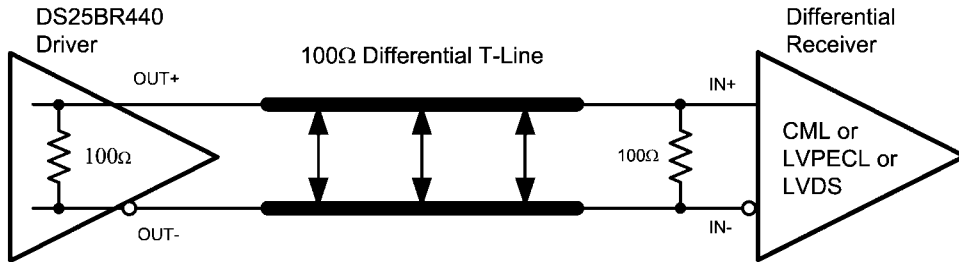 DS25BR440
Driver
Differential
Receiver
100Ω Differential T-Line
OUT+
IN+
100Ω
100Ω
CML or
LVPECL or
LVDS
OUT-
IN-